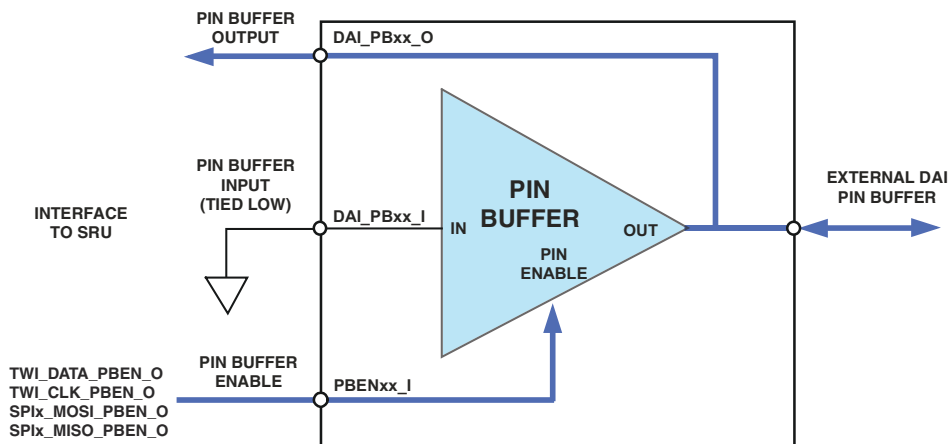 PIN BUFFER
OUTPUT
DAI_PBxx_O
PIN BUFFER
INPUT
(TIED LOW)
DAI_PBxx_I
INTERFACE
TO SRU
IN
PIN
BUFFER
OUT
PIN
ENABLE
EXTERNAL DAI
PIN BUFFER
TWI_DATA_PBEN_O
TWI_CLK_PBEN_O
SPIx_MOSI_PBEN_O
SPIx_MISO_PBEN_O
PIN BUFFER
ENABLE
PBENxx_I